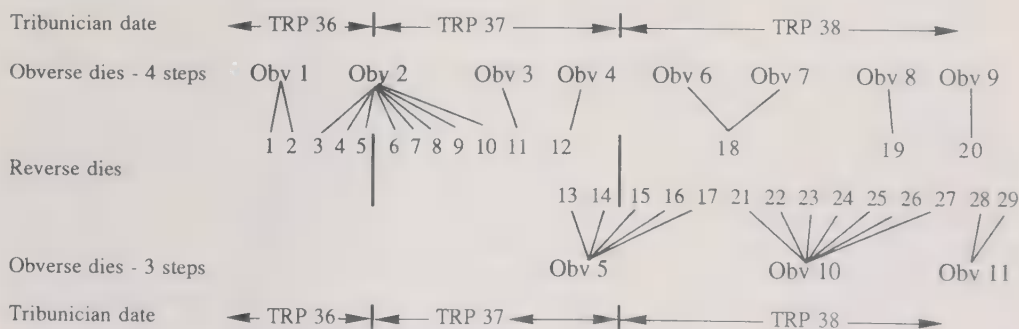 Tribunician date TRP 36 TRP 37 TRP 38
Obverse dies - 4 steps Obv 1 Obv 2 Obv 3 Obv 4 Obv 6 Obv 7 Obv 8 Obv 9
1 2 3 4 5 6 7 8 9 10 11 12 18 19 20
Reverse dies
13 14 15 16 17 21 22 23 24 25 26 27 28 29
Obverse dies - 3 steps Obv 5 Obv 10 Obv 11
Tribunician date TRP 36 TRP 37 TRP 38